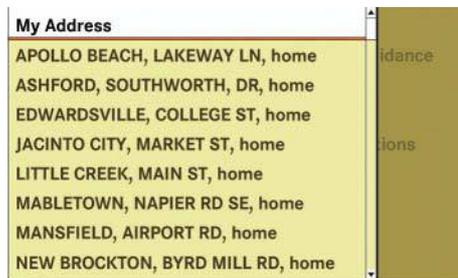 My Address
APOLLO BEACH, LAKEWAY LN, home
idance
ASHFORD, SOUTHWORTH, DR, home
EDWARDSVILLE, COLLEGE ST, home
JACINTO CITY, MARKET ST, home
tions
LITTLE CREEK, MAIN ST, home
MABLETOWN, NAPIER RD SE, home
MANSFIELD, AIRPORT RD, home
NEW BROCKTON, BYRD MILL RD, home